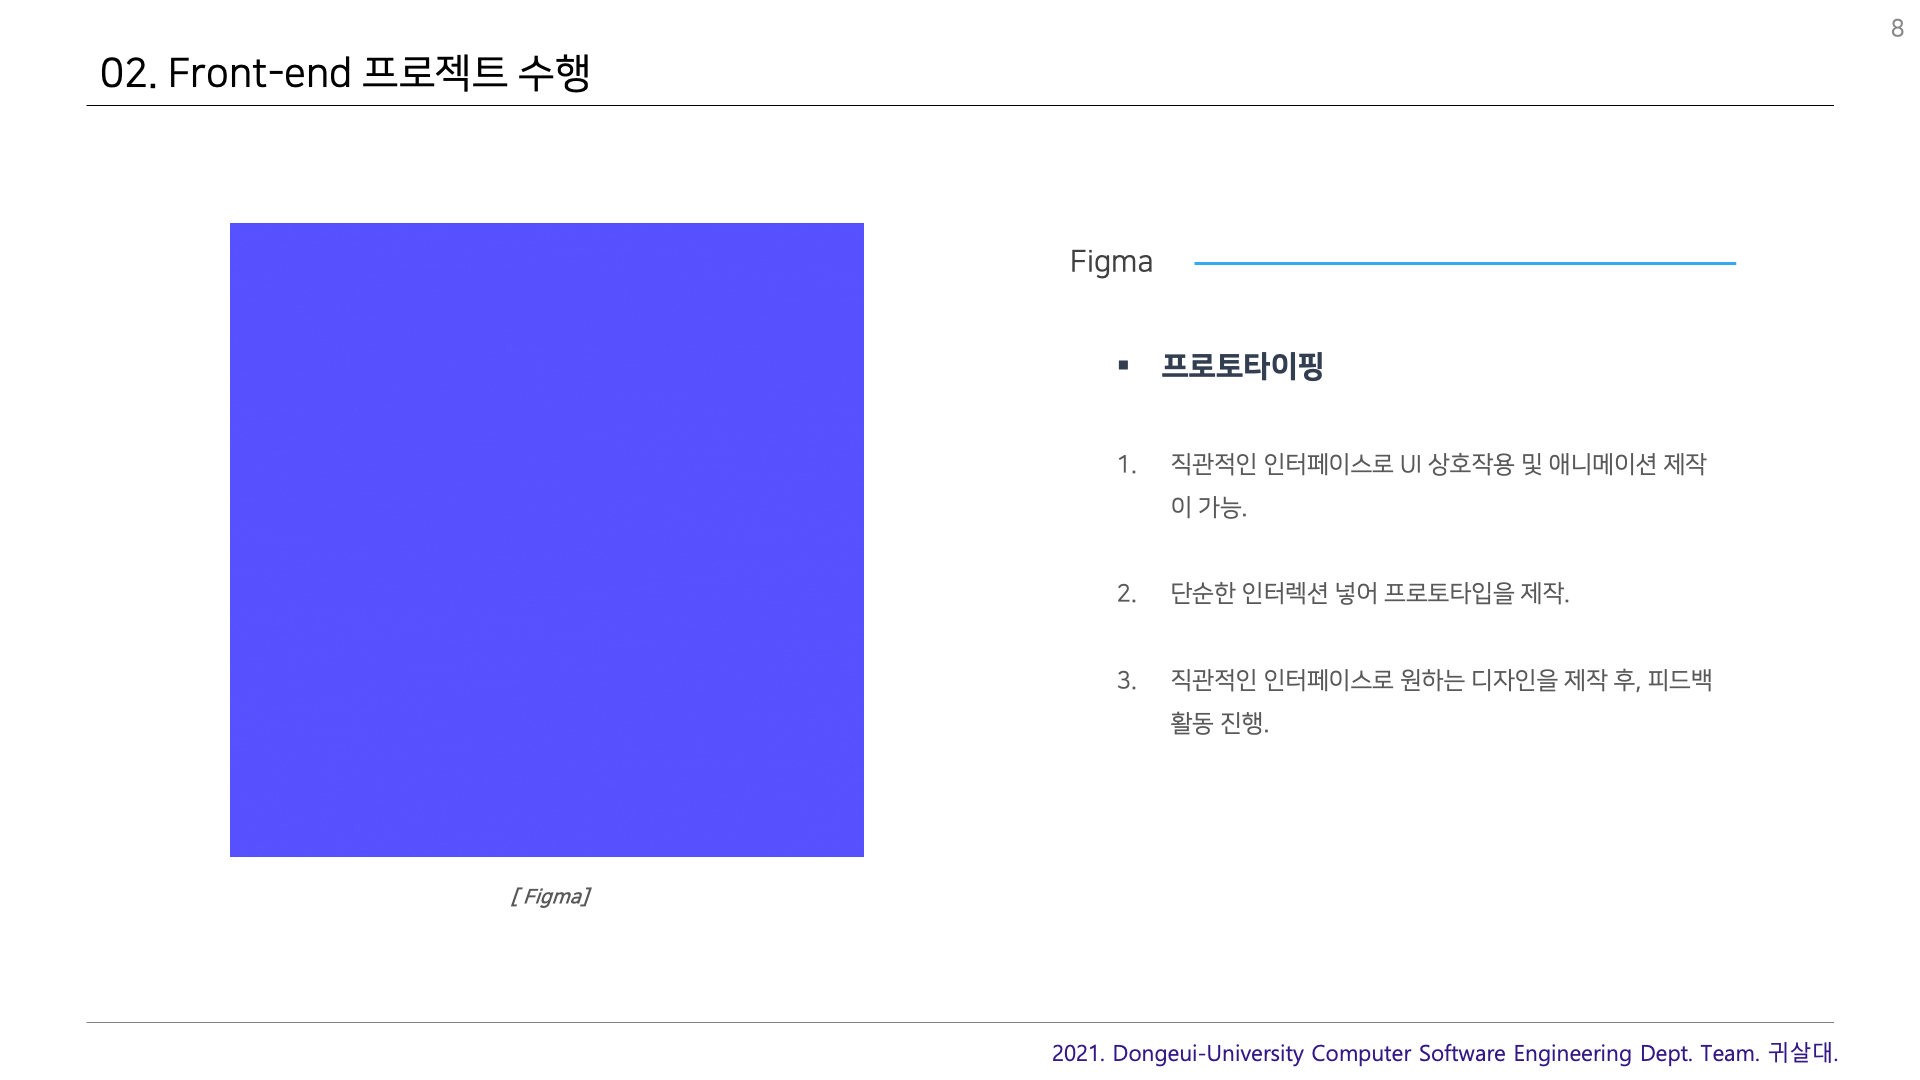 8
02. Front-end 프로젝트 수행
Figma
▪ 프로토타이핑
1. 직관적인 인터페이스로 UI 상호작용 및 애니메이션 제작
이 가능.
2. 단순한 인터렉션 넣어 프로토타입을 제작.
3. 직관적인 인터페이스로 원하는 디자인을 제작 후, 피드백
활동 진행.
[ Figma]
2021. Dongeui-University Computer Software Engineering Dept. Team. 귀살대.